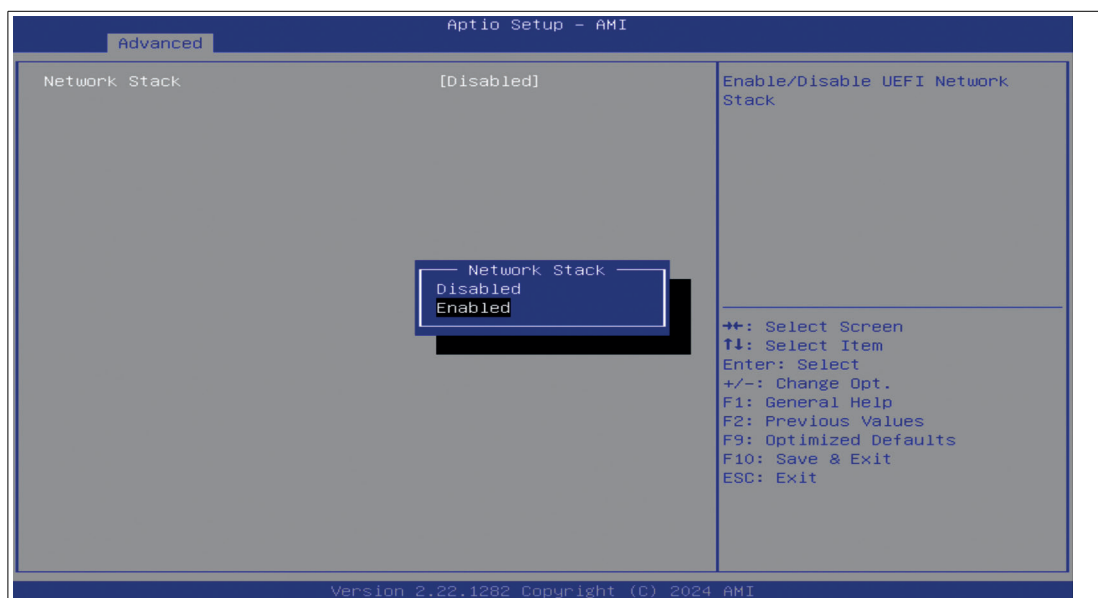 Aptio Setup - AMI
Advanced
Network Stack [Disabled]
Enable/Disable UEFI Network
Stack
Network Stack
Disabled
Enabled
→←: Select Screen
↑↓: Select Item
Enter: Select
+/-: Change Opt.
F1: General Help
F2: Previous Values
F9: Optimized Defaults
F10: Save & Exit
ESC: Exit
Version 2.22.1282 Copyright (C) 2024 AMI